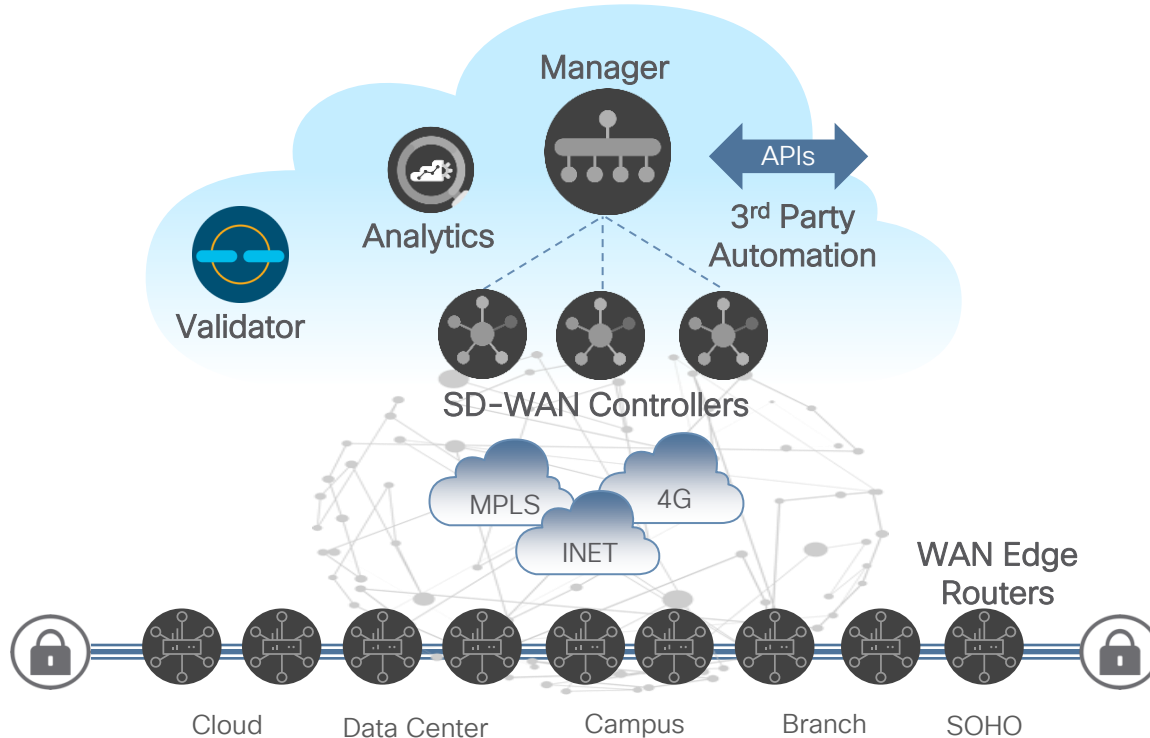 Manager
APIs
Analytics
3rd Party
Automation
Validator
SD-WAN Controllers
MPLS
4G
INET
WAN Edge
Routers
Cloud
Data Center
Campus
Branch
SOHO